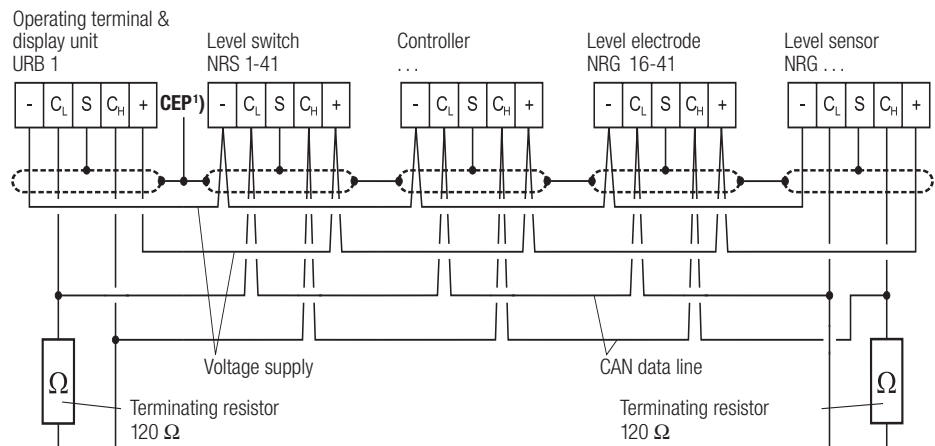 Operating terminal &
display unit
URB 1
Level switch
NRS 1-41
Controller
. . .
Level electrode
NRG 16-41
Level sensor
NRG . . .
- CL S CH +
CEP¹)
- CL S CH +
- CL S CH +
- CL S CH +
- CL S CH +
Voltage supply
CAN data line
Ω
Terminating resistor
120 Ω
Terminating resistor
120 Ω
Ω